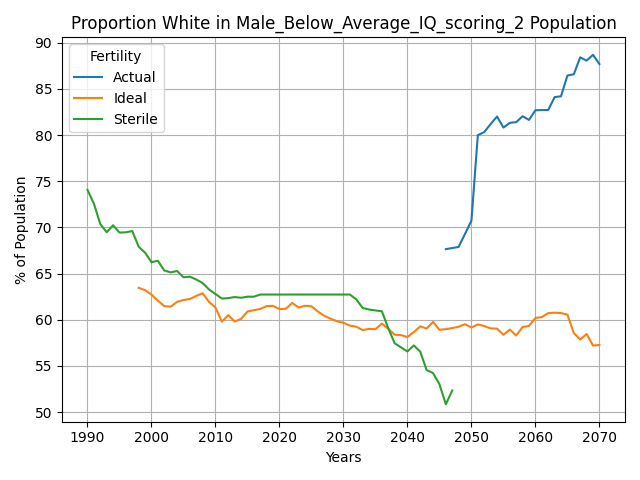 Proportion White in Male_Below_Average_IQ_scoring_2 Population
Fertility
Actual
Ideal
Sterile
% of Population
90
85
80
75
70
65
60
55
50
1990 2000 2010 2020 2030 2040 2050 2060 2070
Years